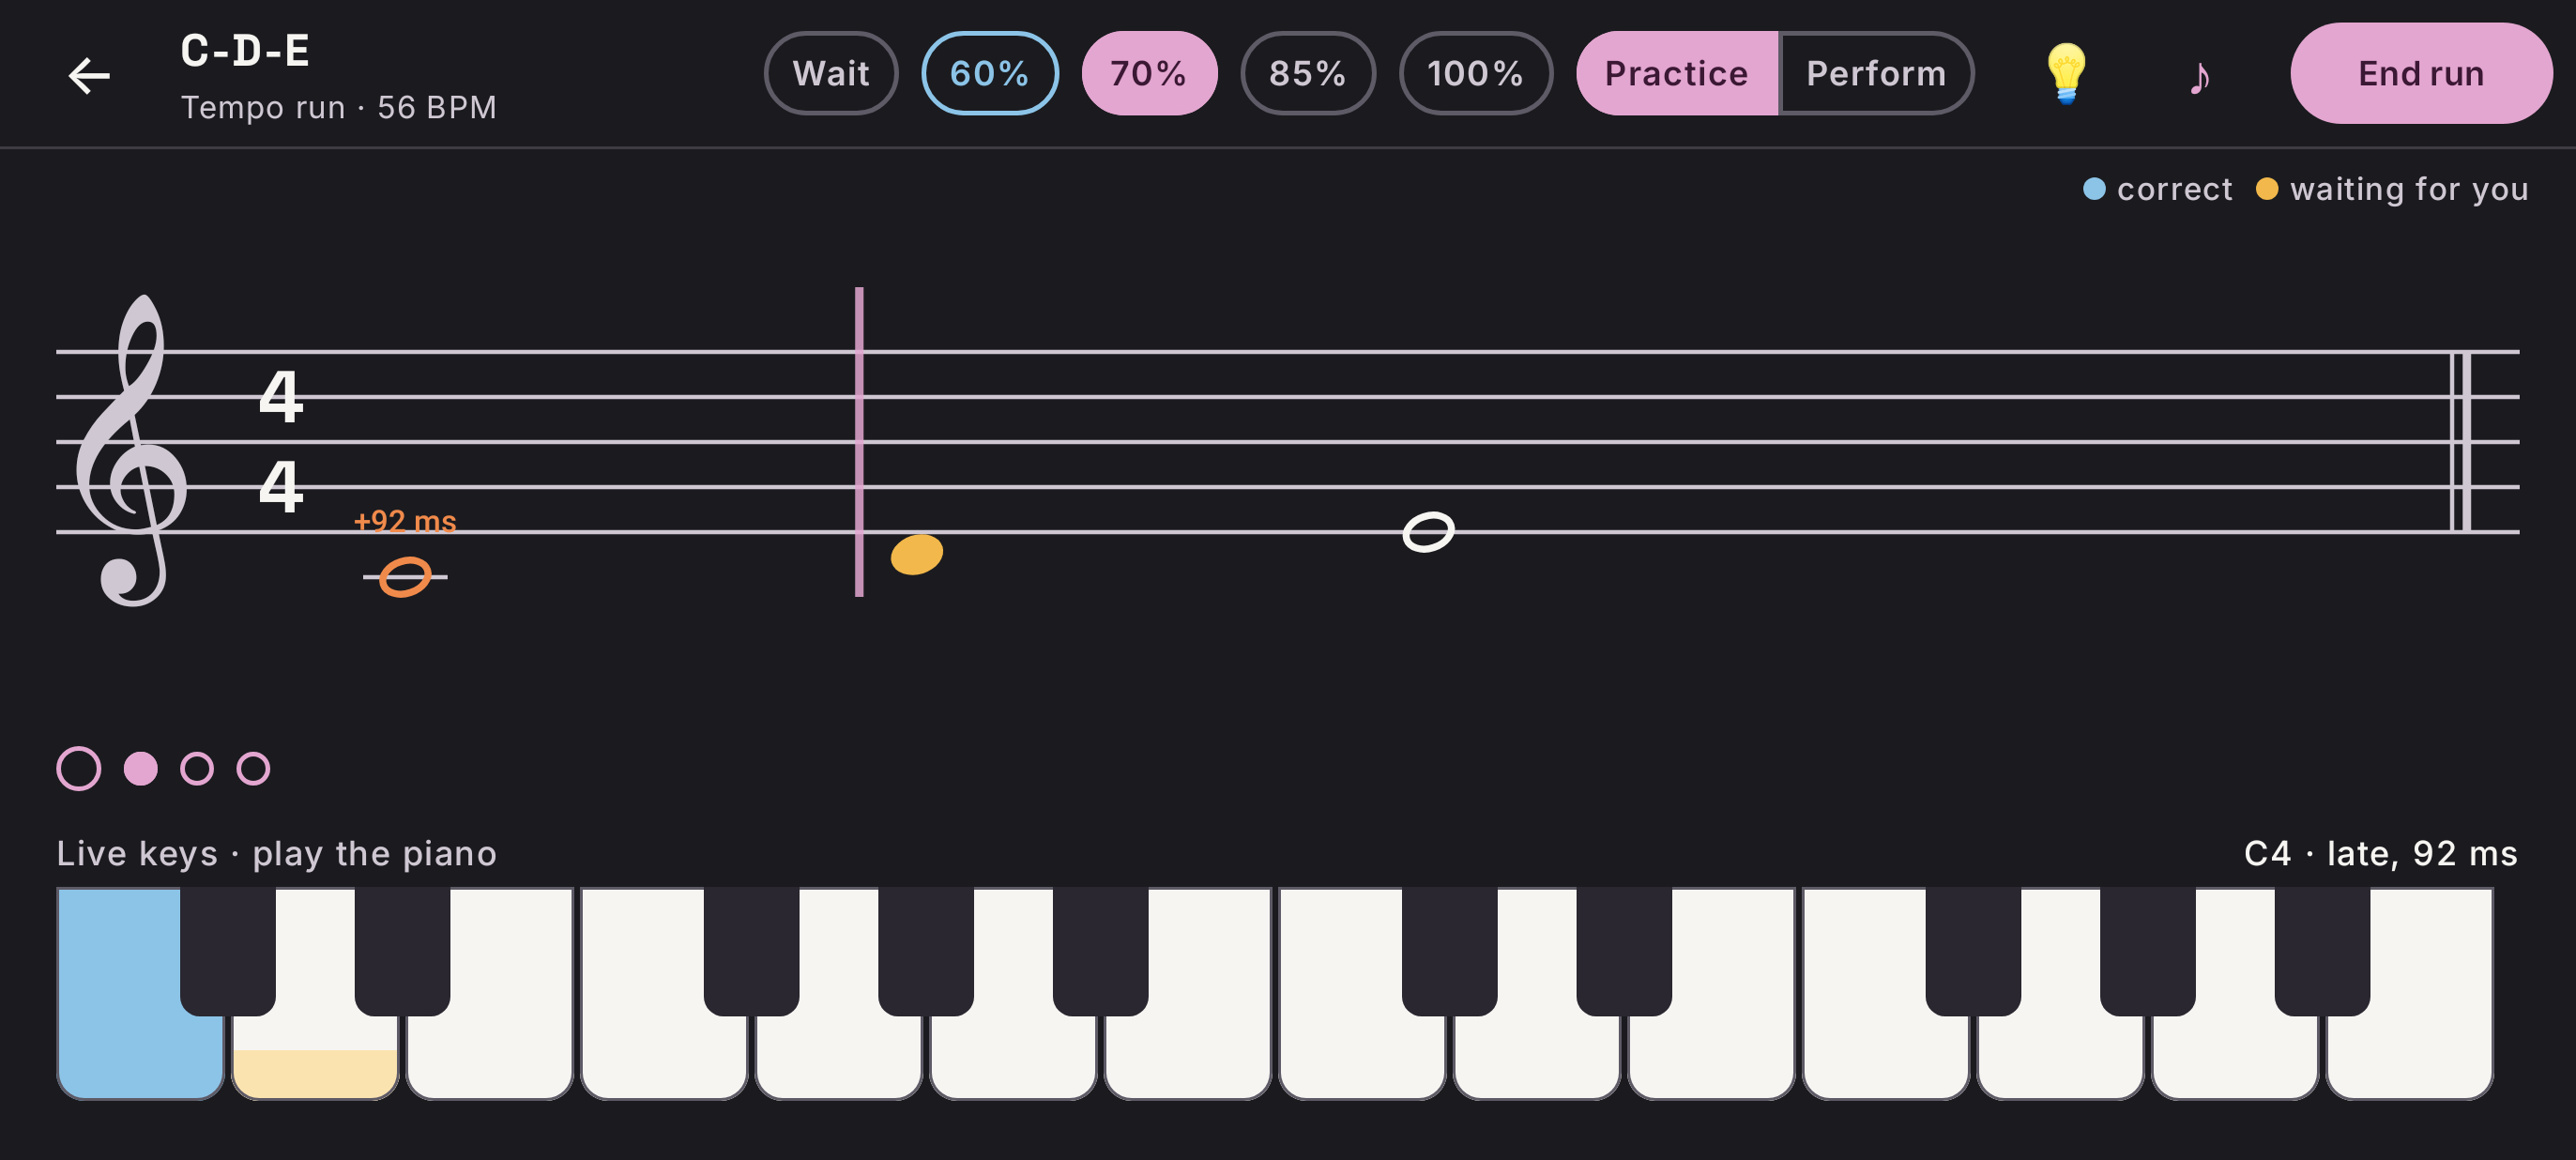 C-D-E
Tempo run · 56 BPM
Wait 60% 70% 85% 100% Practice Perform End run
correct waiting for you
4
4
+92 ms
Live keys · play the piano
C4 · late, 92 ms